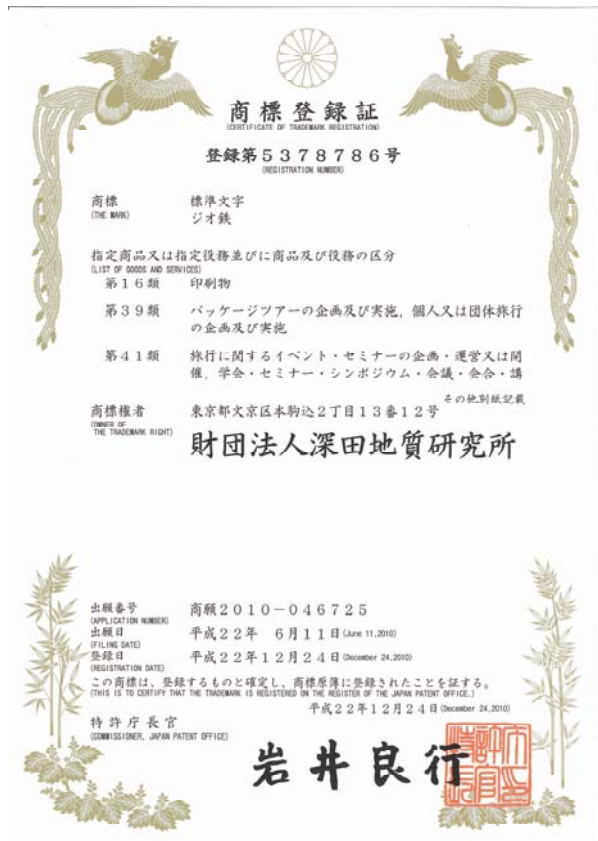 商標登録証
(CERTIFICATE OF TRADEMARK REGISTRATION)
登録第5378786号
(REGISTRATION NUMBER)
商標 標準文字
(THE MARK) ジオ鉄
指定商品又は指定役務並びに商品及び役務の区分
(LIST OF GOODS AND SERVICES)
第16類 印刷物
第39類 パッケージツアーの企画及び実施，個人又は団体旅行
の企画及び実施
第41類 旅行に関するイベント・セミナーの企画・運営又は開
催，学会・セミナー・シンポジウム・会議・会合・講
その他別紙記載
商標権者 東京都文京区本駒込2丁目13番12号
(OWNER OF
THE TRADEMARK RIGHT)
財団法人深田地質研究所
出願番号 商願2010-046725
(APPLICATION NUMBER)
出願日 平成22年 6月11日(June 11,2010)
(FILING DATE)
登録日 平成22年12月24日(December 24,2010)
(REGISTRATION DATE)
この商標は、登録するものと確定し、商標原簿に登録されたことを証する。
(THIS IS TO CERTIFY THAT THE TRADEMARK IS REGISTERED ON THE REGISTER OF THE JAPAN PATENT OFFICE.)
平成22年12月24日(December 24,2010)
特許庁長官
(COMMISSIONER, JAPAN PATENT OFFICE)
岩井良行